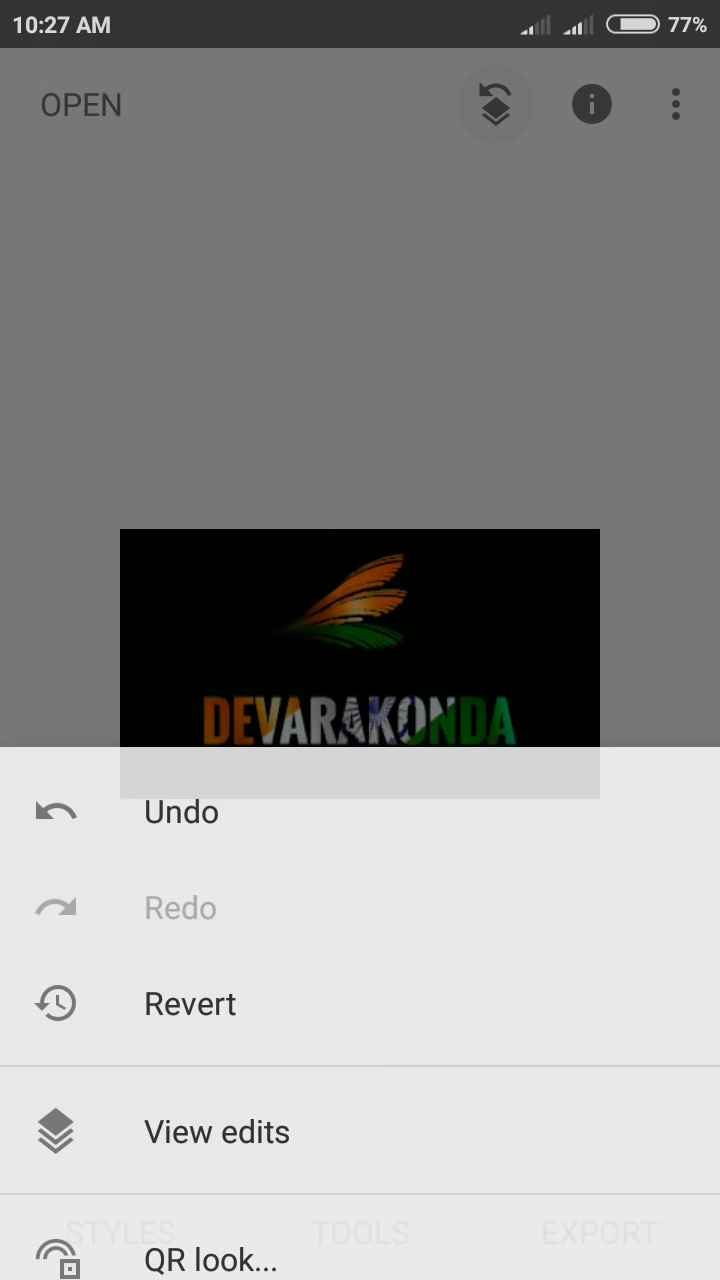 10:27 AM 77%
OPEN
DEVARAKONDA
Undo
Redo
Revert
View edits
STYLES TOOLS EXPORT
QR look...